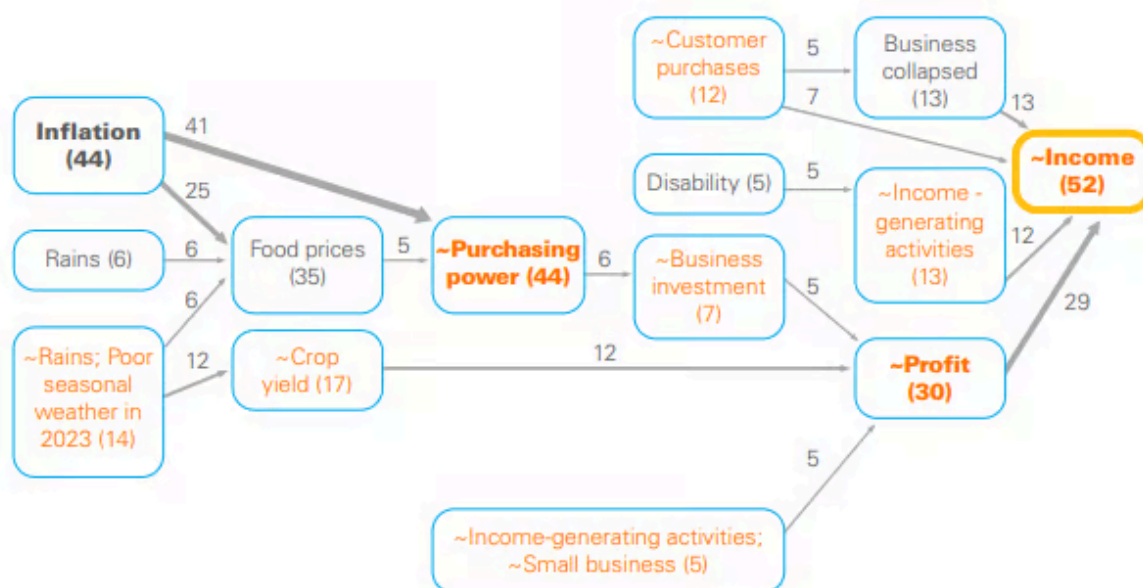 ~Customer
purchases
(12)
5
Business
collapsed
(13)
7
13
Inflation
(44)
41
~Income
(52)
25
Disability (5)
5
~Income -
generating
activities
(13)
12
Rains (6)
6
Food prices
(35)
5
~Purchasing
power (44)
6
~Business
investment
(7)
5
29
6
~Rains; Poor
seasonal
weather in
2023 (14)
12
~Crop
yield (17)
12
~Profit
(30)
5
~Income-generating activities;
~Small business (5)